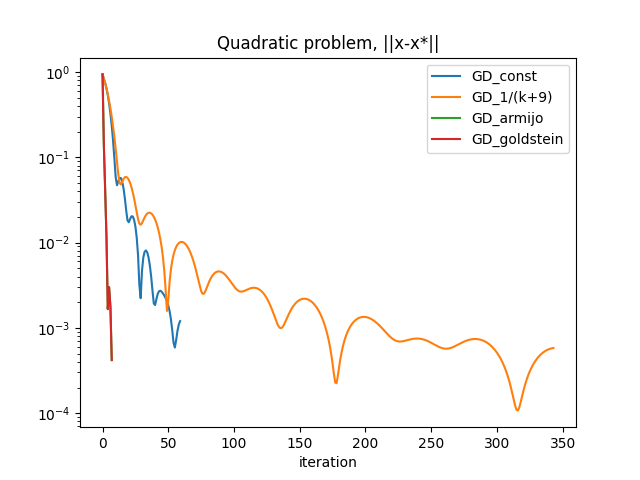 Quadratic problem, ||x-x*||
GD_const
GD_1/(k+9)
GD_armijo
GD_goldstein
10⁰
10⁻¹
10⁻²
10⁻³
10⁻⁴
0 50 100 150 200 250 300 350
iteration